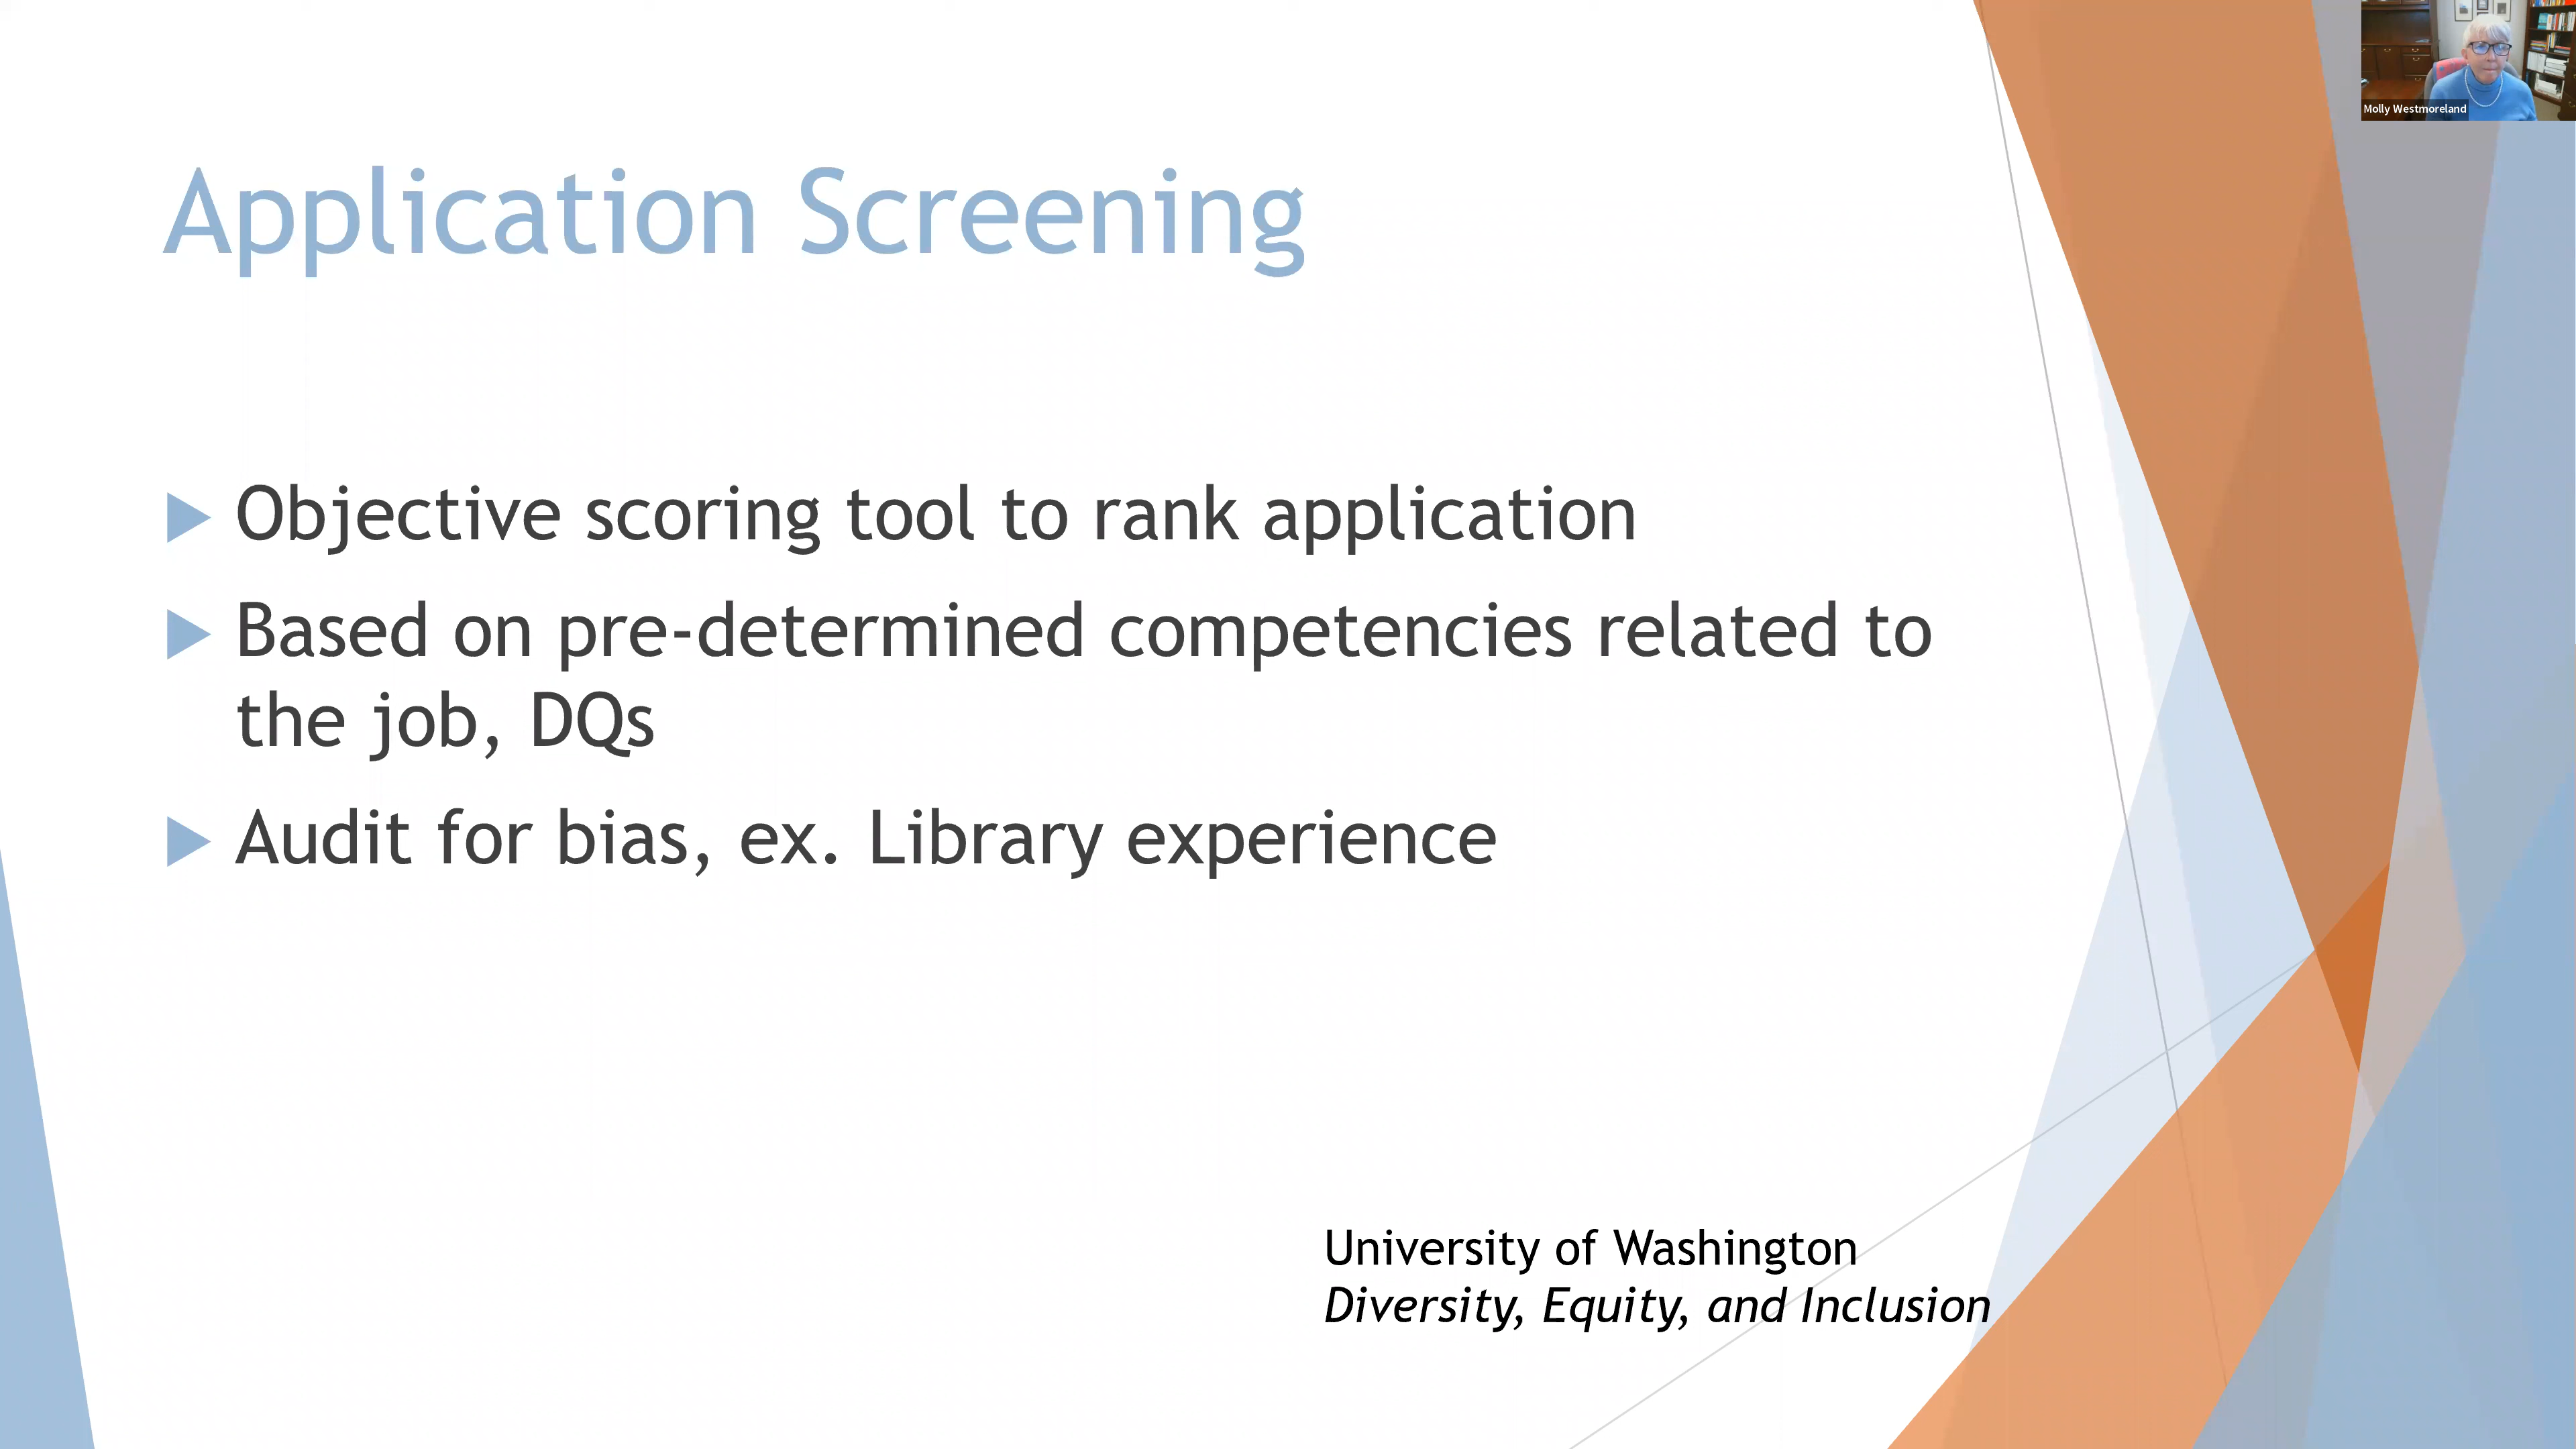 Molly Westmoreland
Application Screening
Objective scoring tool to rank application
Based on pre-determined competencies related to
the job, DQs
Audit for bias, ex. Library experience
University of Washington
Diversity, Equity, and Inclusion